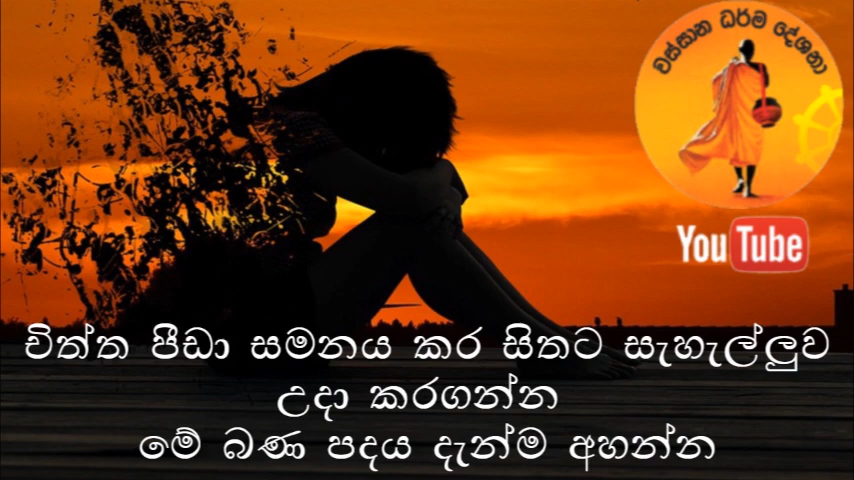 වස්සාන ධර්ම දේශනා
YouTube
චිත්ත පීඩා සමනය කර සිතට සැහැල්ලුව
උදා කරගන්න
මේ බණ පදය දැන්ම අහන්න